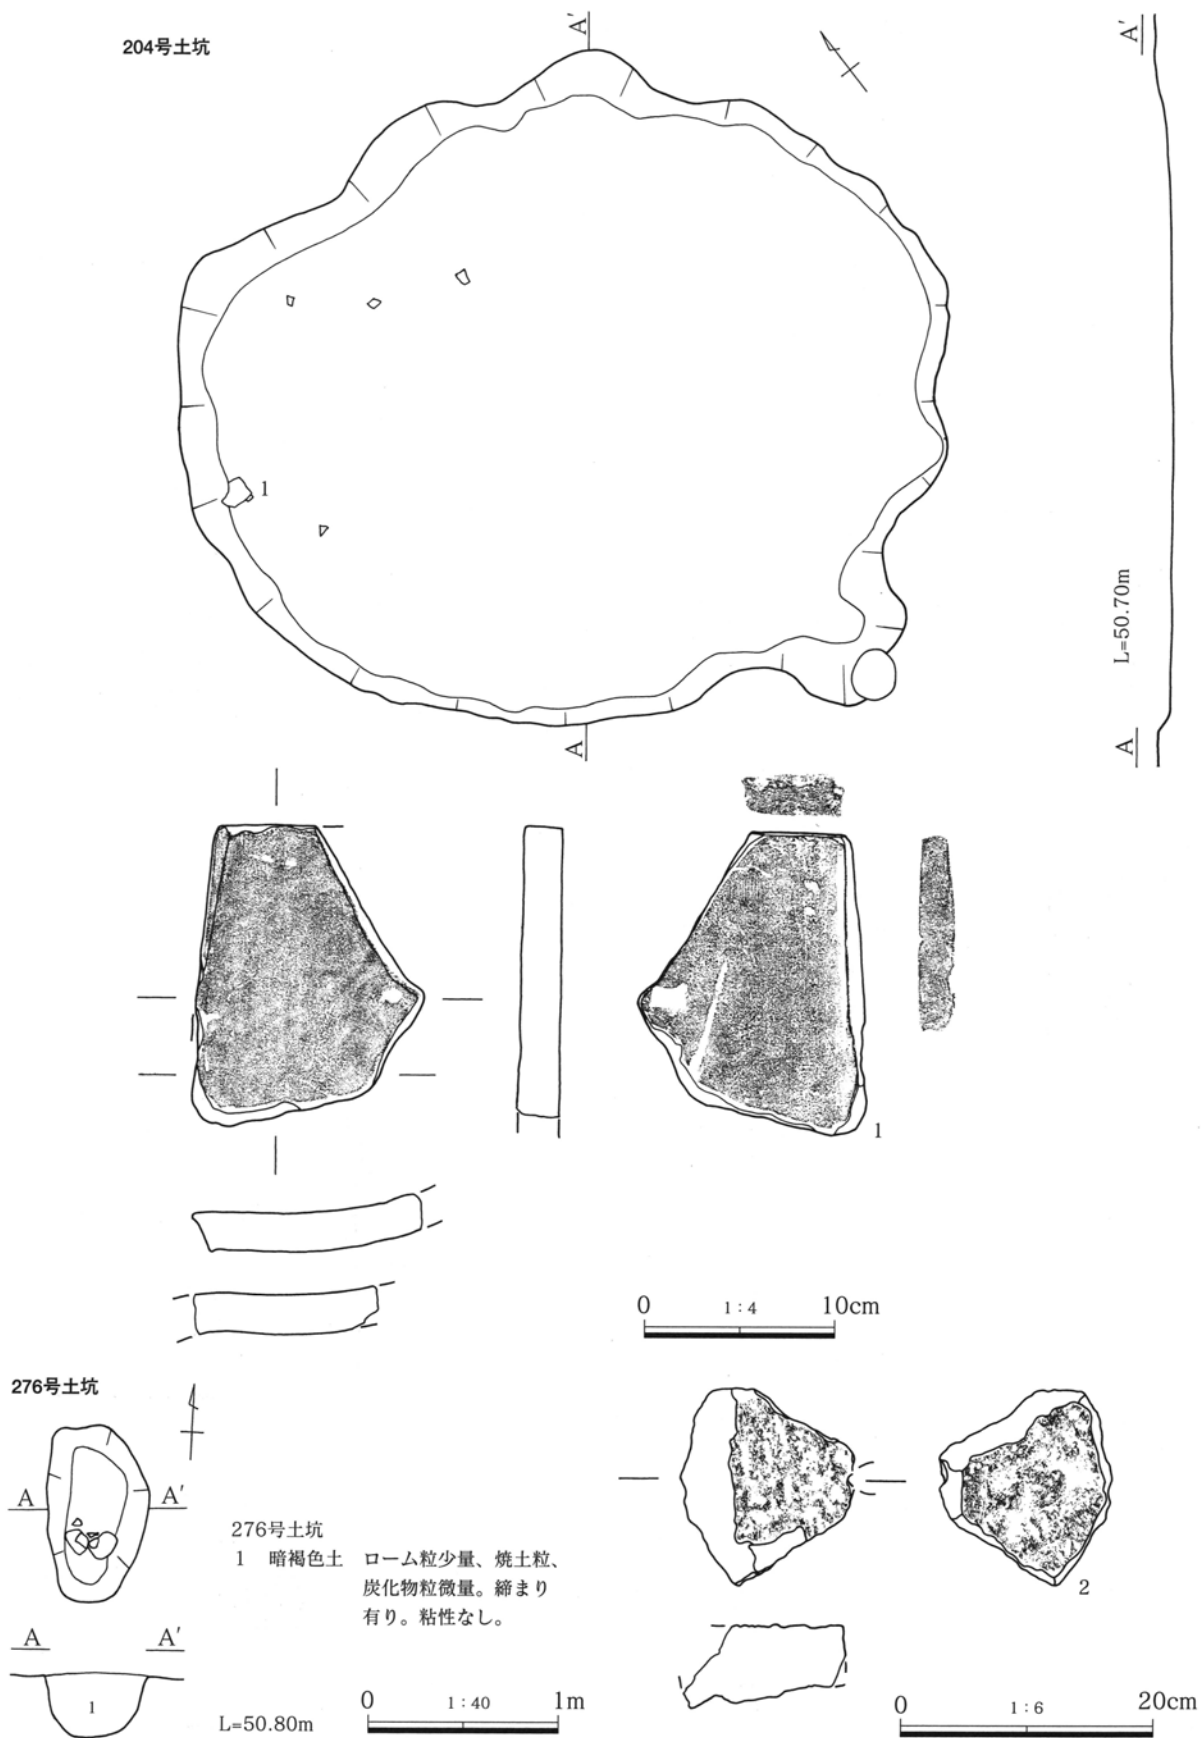 204号土坑
A'
A'
1
L=50.70m
A
A
1
0 1:4 10cm
276号土坑
A A'
276号土坑
1 暗褐色土 ローム粒少量、焼土粒、
炭化物粒微量。締まり
有り。粘性なし。
2
A A'
1
L=50.80m
0 1:40 1m
0 1:6 20cm